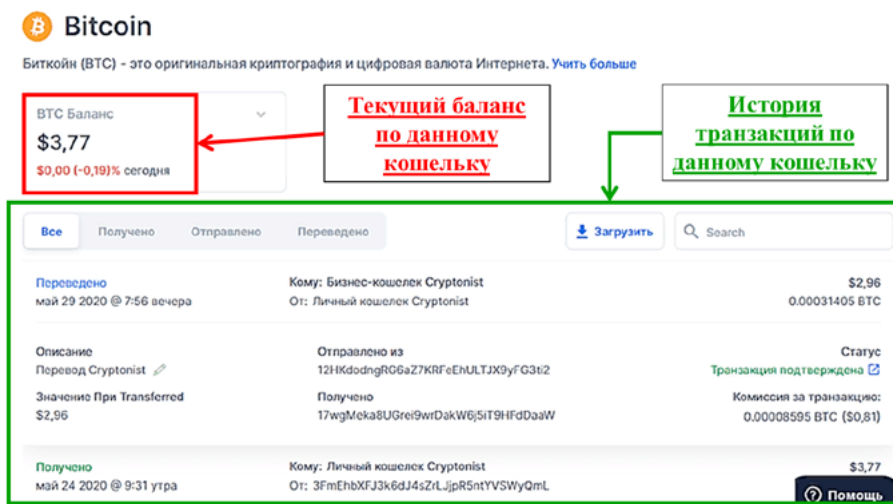 Bitcoin
Биткойн (BTC) - это оригинальная криптография и цифровая валюта Интернета. Учить больше
BTC Баланс
$3,77
$0,00 (-0,19)% сегодня
Текущий баланс
по данному
кошельку
История
транзакций по
данному кошельку
Все Получено Отправлено Переведено Загрузить Search
Переведено Кому: Бизнес-кошелек Cryptonist $2,96
май 29 2020 @ 7:56 вечера От: Личный кошелек Cryptonist 0.00031405 BTC
Описание Отправлено из Статус
Перевод Cryptonist 12HKdodngRG6aZ7KRFeEhULTJX9yFG3ti2 Транзакция подтверждена
Значение При Transferred Получено Комиссия за транзакцию:
$2,96 17wgMeka8UGrei9wrDakW6j5iT9HFdDaaW 0.00008595 BTC ($0,81)
Получено Кому: Личный кошелек Cryptonist $3,77
май 24 2020 @ 9:31 утра От: 3FmEhbXFJ3k6dJ4sZrLJjpR5ntYVSWyQmL
Помощь